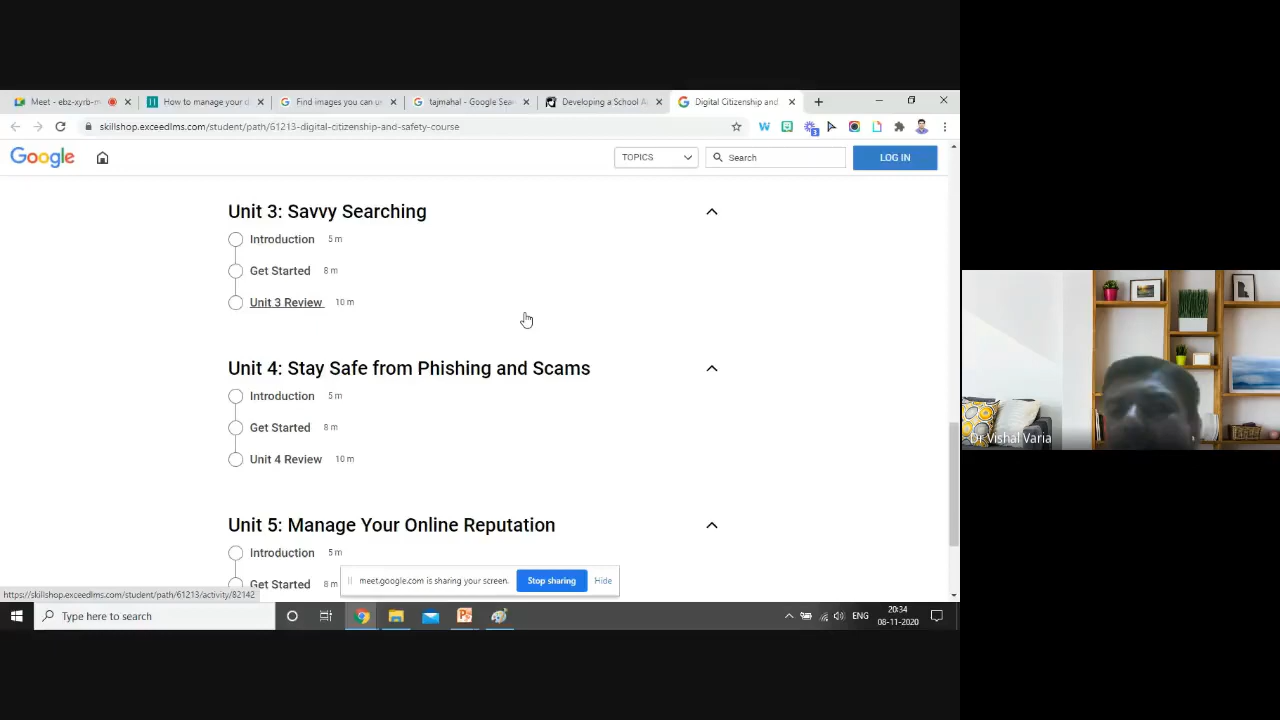 Meet - ebz-xyrb-m
How to manage your d
Find images you can u
tajmahal - Google Sea
Developing a School A
Digital Citizenship and
skillshop.exceedlms.com/student/path/61213-digital-citizenship-and-safety-course
Google
TOPICS
Search
LOG IN
Unit 3: Savvy Searching
Introduction 5 m
Get Started 8 m
Unit 3 Review 10 m
Unit 4: Stay Safe from Phishing and Scams
Introduction 5 m
Get Started 8 m
Unit 4 Review 10 m
Dr Vishal Varia
Unit 5: Manage Your Online Reputation
Introduction 5 m
Get Started 8 m
meet.google.com is sharing your screen.
Stop sharing
Hide
https://skillshop.exceedlms.com/student/path/61213/activity/82142
Type here to search
ENG
20:34
08-11-2020